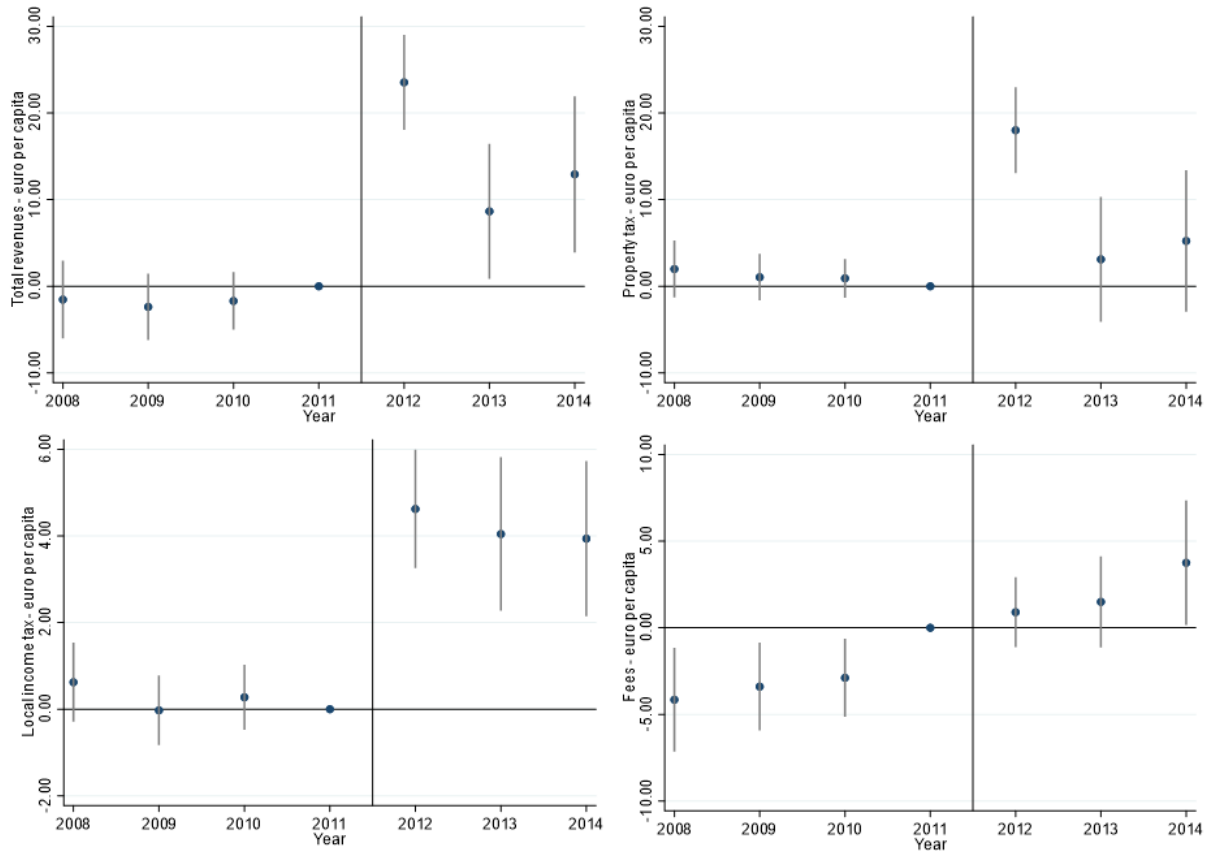 Total revenues - euro per capita
30.00
20.00
10.00
0.00
-10.00
2008 2009 2010 2011 2012 2013 2014
Year
Property tax - euro per capita
30.00
20.00
10.00
0.00
-10.00
2008 2009 2010 2011 2012 2013 2014
Year
Local income tax - euro per capita
6.00
4.00
2.00
0.00
-2.00
2008 2009 2010 2011 2012 2013 2014
Year
Fees - euro per capita
10.00
5.00
0.00
-5.00
-10.00
2008 2009 2010 2011 2012 2013 2014
Year